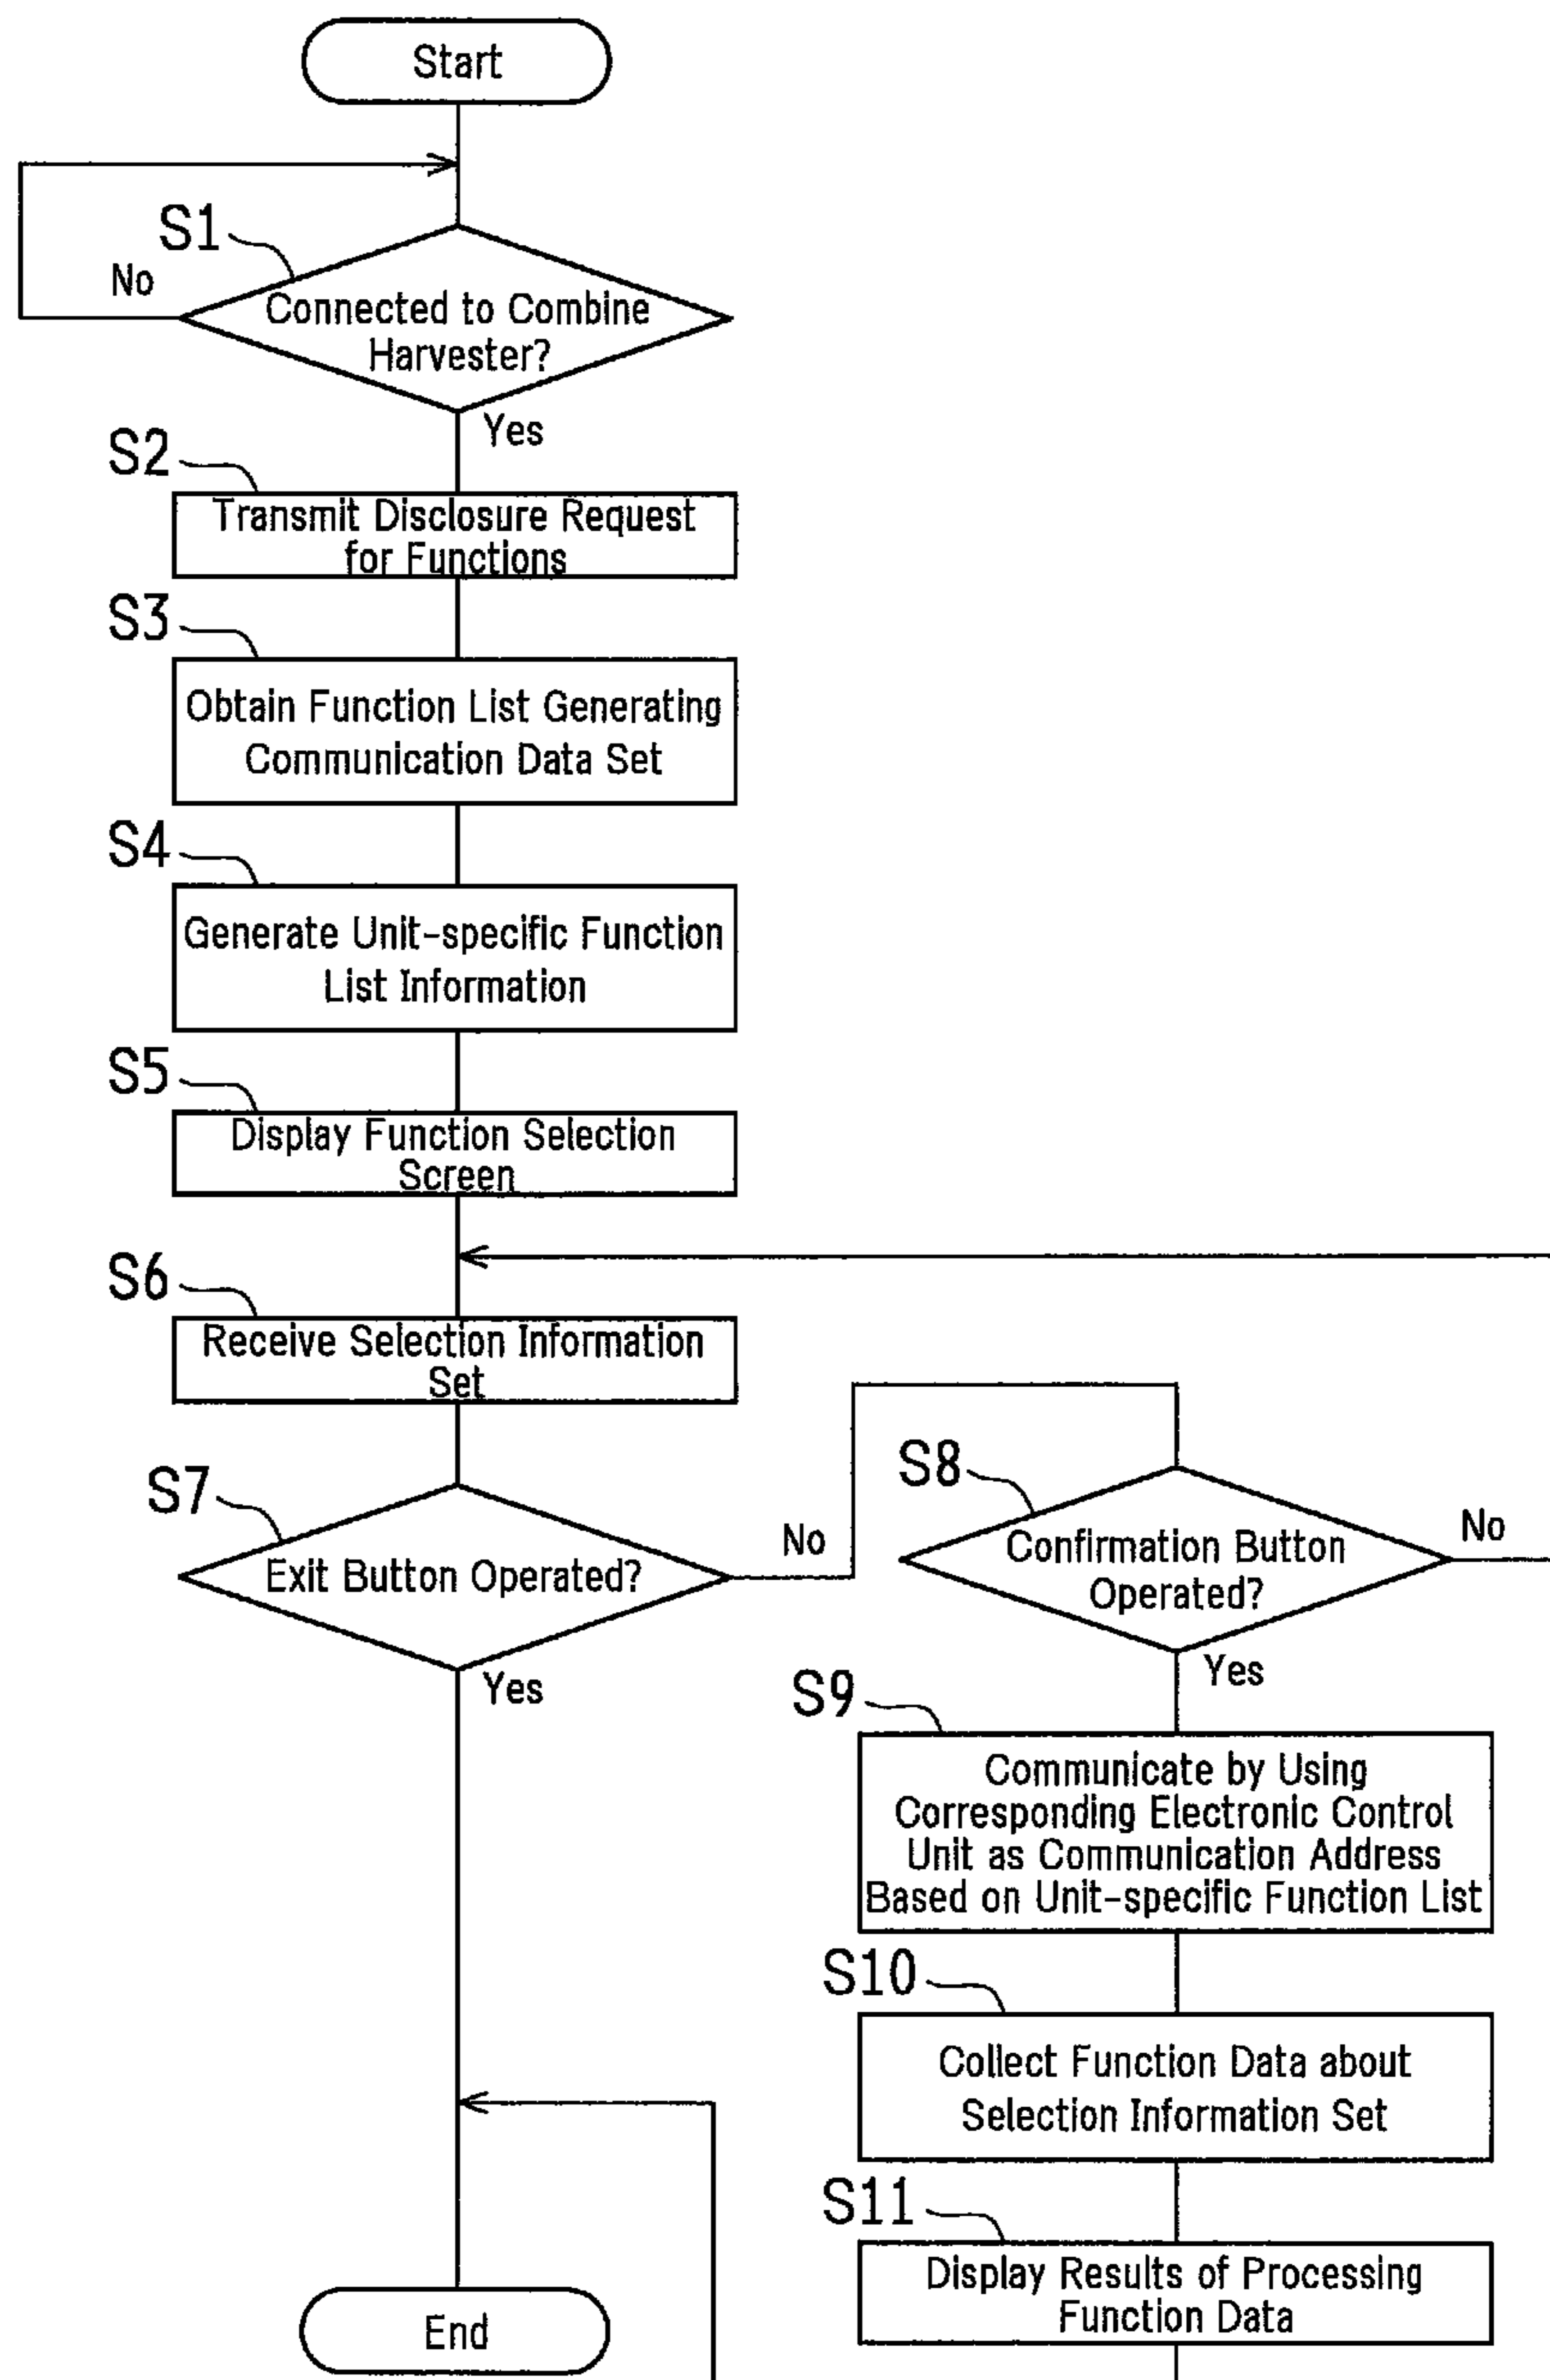 Start
S1
No
Connected to Combine
Harvester?
Yes
S2
Transmit Disclosure Request
for Functions
S3
Obtain Function List Generating
Communication Data Set
S4
Generate Unit-specific Function
List Information
S5
Display Function Selection
Screen
S6
Receive Selection Information
Set
S7
Exit Button Operated?
No
Yes
S8
Confirmation Button
Operated?
No
Yes
S9
Communicate by Using
Corresponding Electronic Control
Unit as Communication Address
Based on Unit-specific Function List
S10
Collect Function Data about
Selection Information Set
S11
Display Results of Processing
Function Data
End